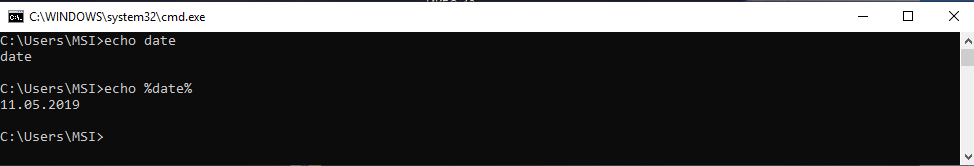 C:\WINDOWS\system32\cmd.exe
C:\Users\MSI>echo date
date
C:\Users\MSI>echo %date%
11.05.2019
C:\Users\MSI>